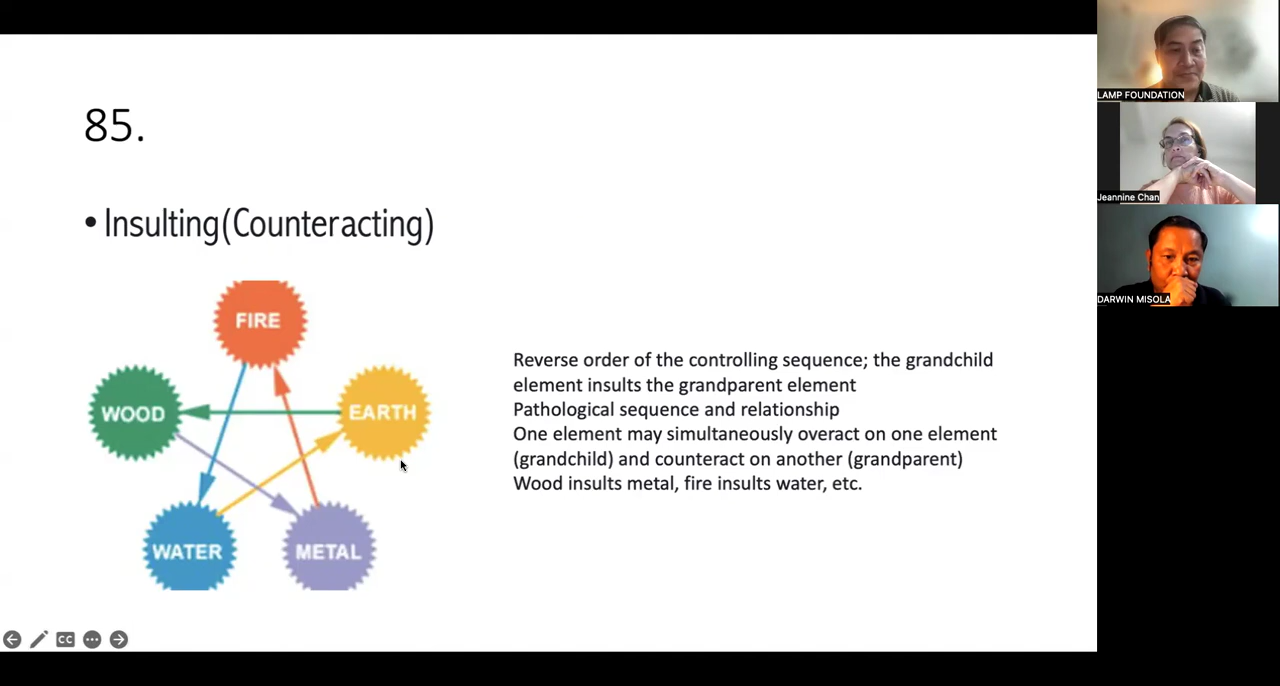 85.
• Insulting(Counteracting)
FIRE
WOOD
EARTH
WATER
METAL
Reverse order of the controlling sequence; the grandchild
element insults the grandparent element
Pathological sequence and relationship
One element may simultaneously overact on one element
(grandchild) and counteract on another (grandparent)
Wood insults metal, fire insults water, etc.
CC
LAMP FOUNDATION
Jeannine Chan
DARWIN MISOLA